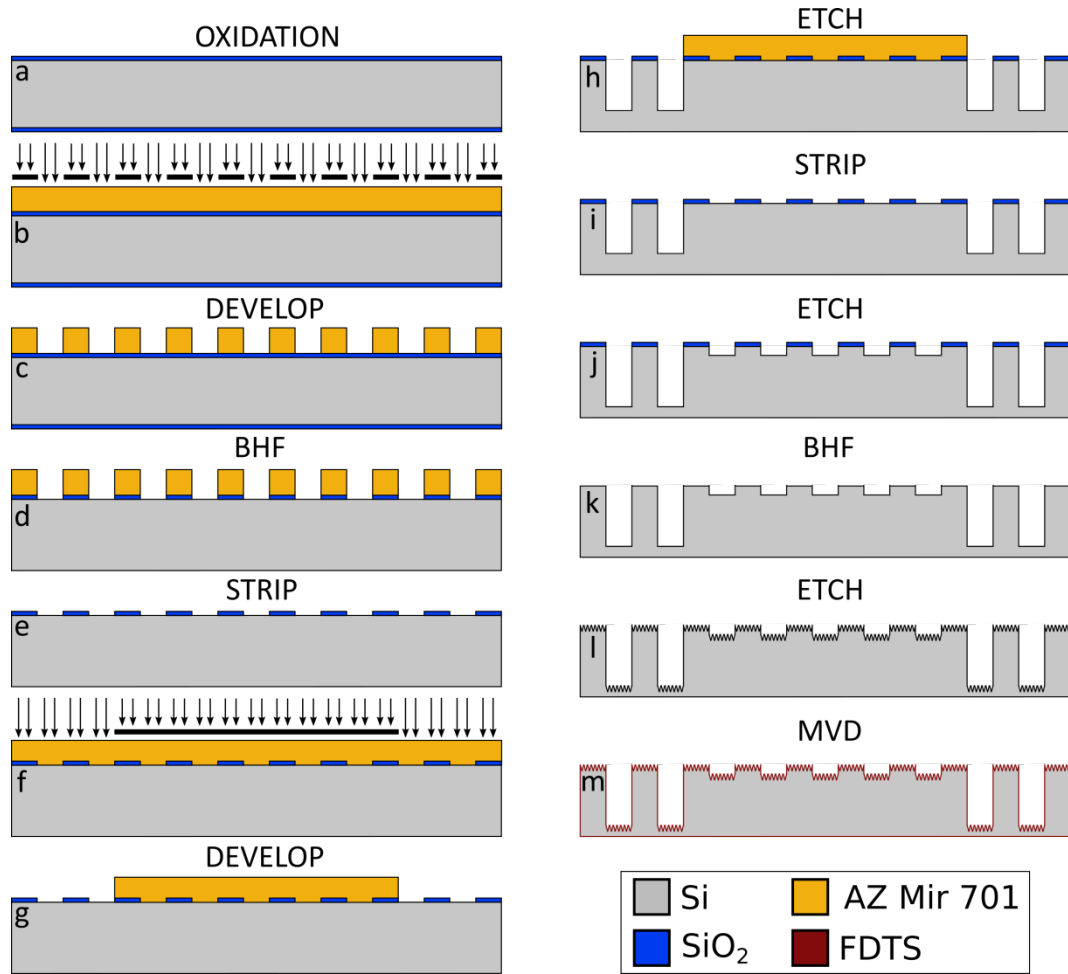 OXIDATION
a
b
DEVELOP
c
BHF
d
STRIP
e
f
DEVELOP
g
ETCH
h
STRIP
i
ETCH
j
BHF
k
ETCH
l
MVD
m
Si
AZ Mir 701
SiO₂
FDTS